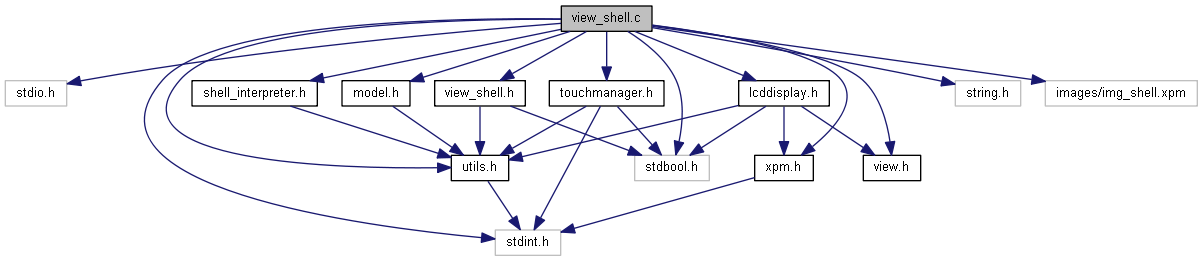 view_shell.c
stdio.h
shell_interpreter.h
model.h
view_shell.h
touchmanager.h
lcddisplay.h
string.h
images/img_shell.xpm
utils.h
stdbool.h
xpm.h
view.h
stdint.h